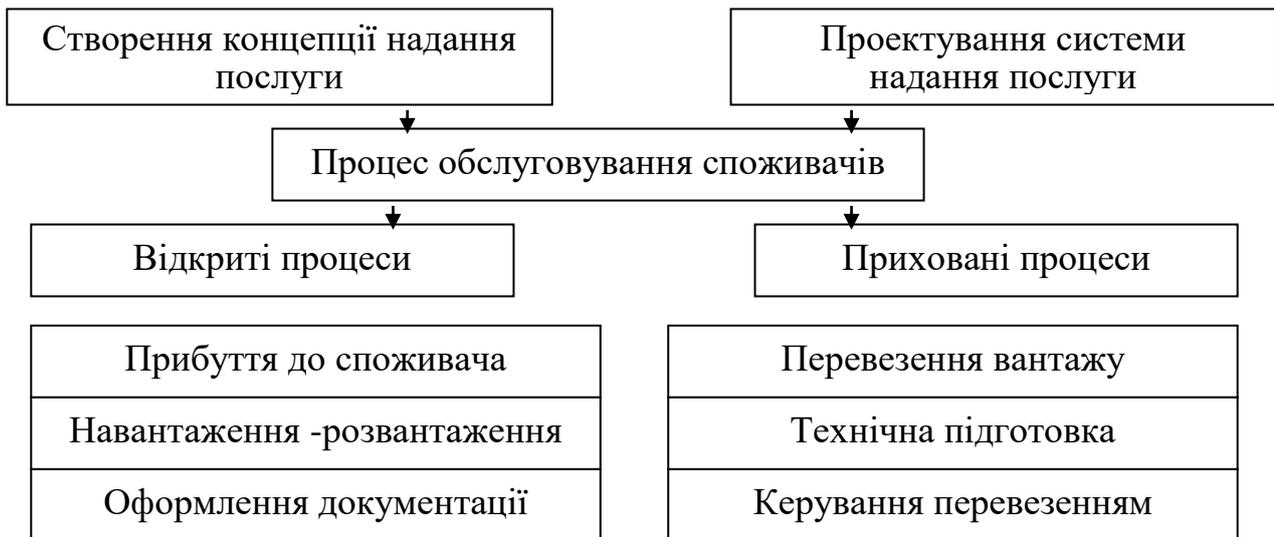 Створення концепції надання
послуги
Проектування системи
надання послуги
Процес обслуговування споживачів
Відкриті процеси
Приховані процеси
Прибуття до споживача
Перевезення вантажу
Навантаження -розвантаження
Технічна підготовка
Оформлення документації
Керування перевезенням